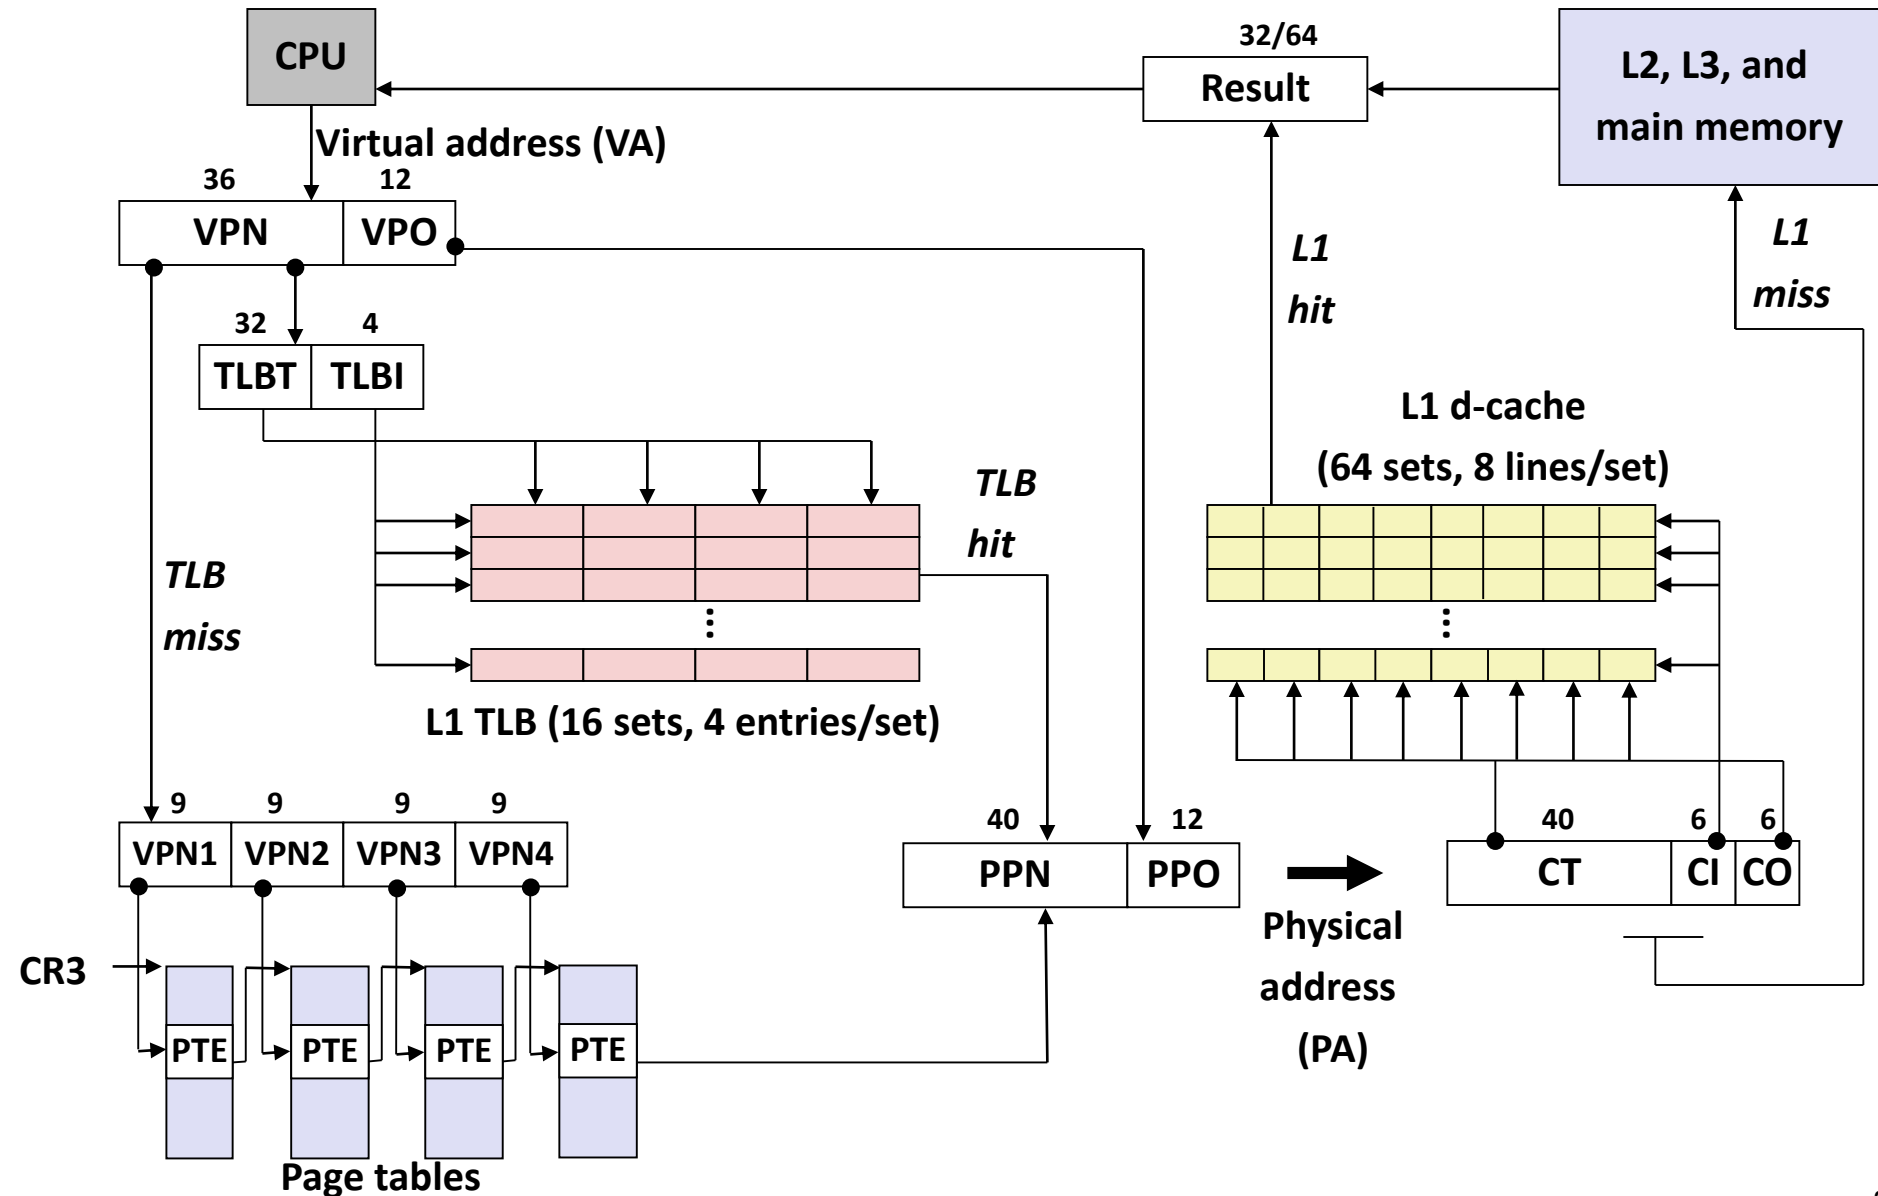 CPU
32/64
Result
L2, L3, and
main memory
Virtual address (VA)
36
12
VPN
VPO
L1
hit
L1
miss
32
4
TLBT
TLBI
L1 d-cache
(64 sets, 8 lines/set)
TLB
hit
TLB
miss
...
...
L1 TLB (16 sets, 4 entries/set)
9
9
9
9
VPN1
VPN2
VPN3
VPN4
40
12
PPN
PPO
40
6
6
CT
CI
CO
Physical
address
(PA)
CR3
PTE
PTE
PTE
PTE
Page tables